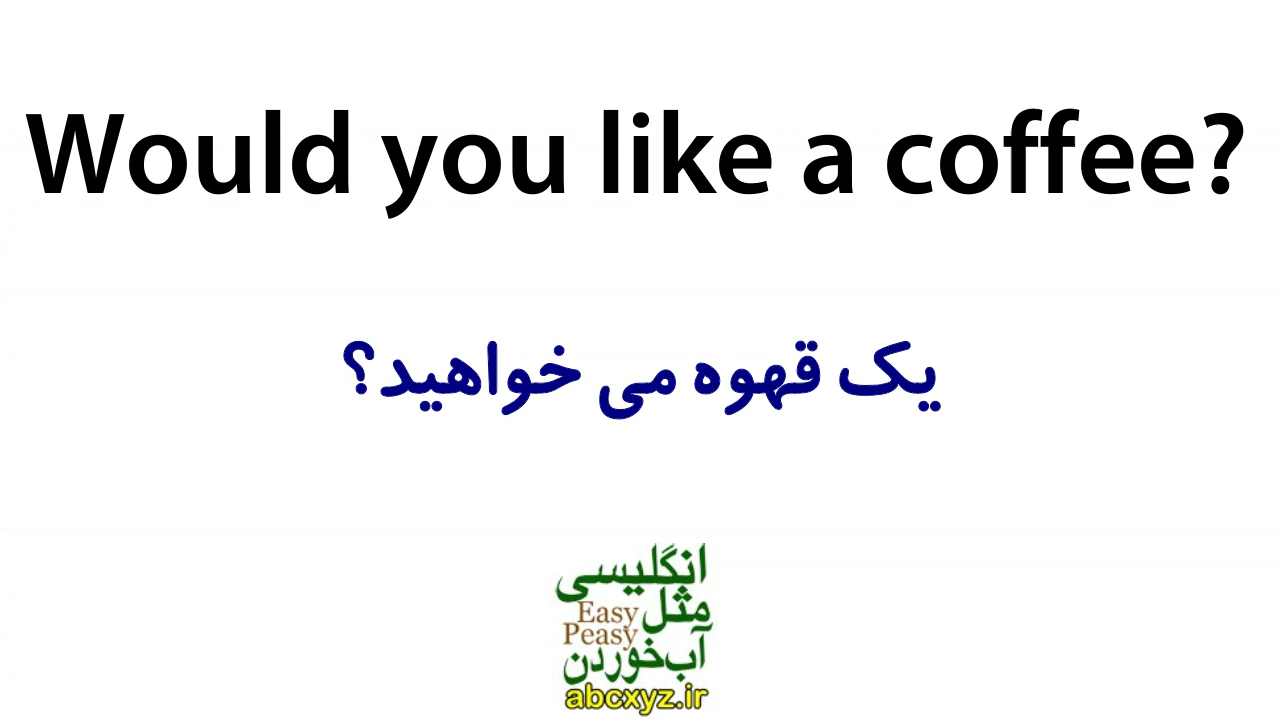 Would you like a coffee?
یک قهوه می خواهید؟
انگلیسی
مثل
Easy
Peasy
آب‌خوردن
abcxyz.ir